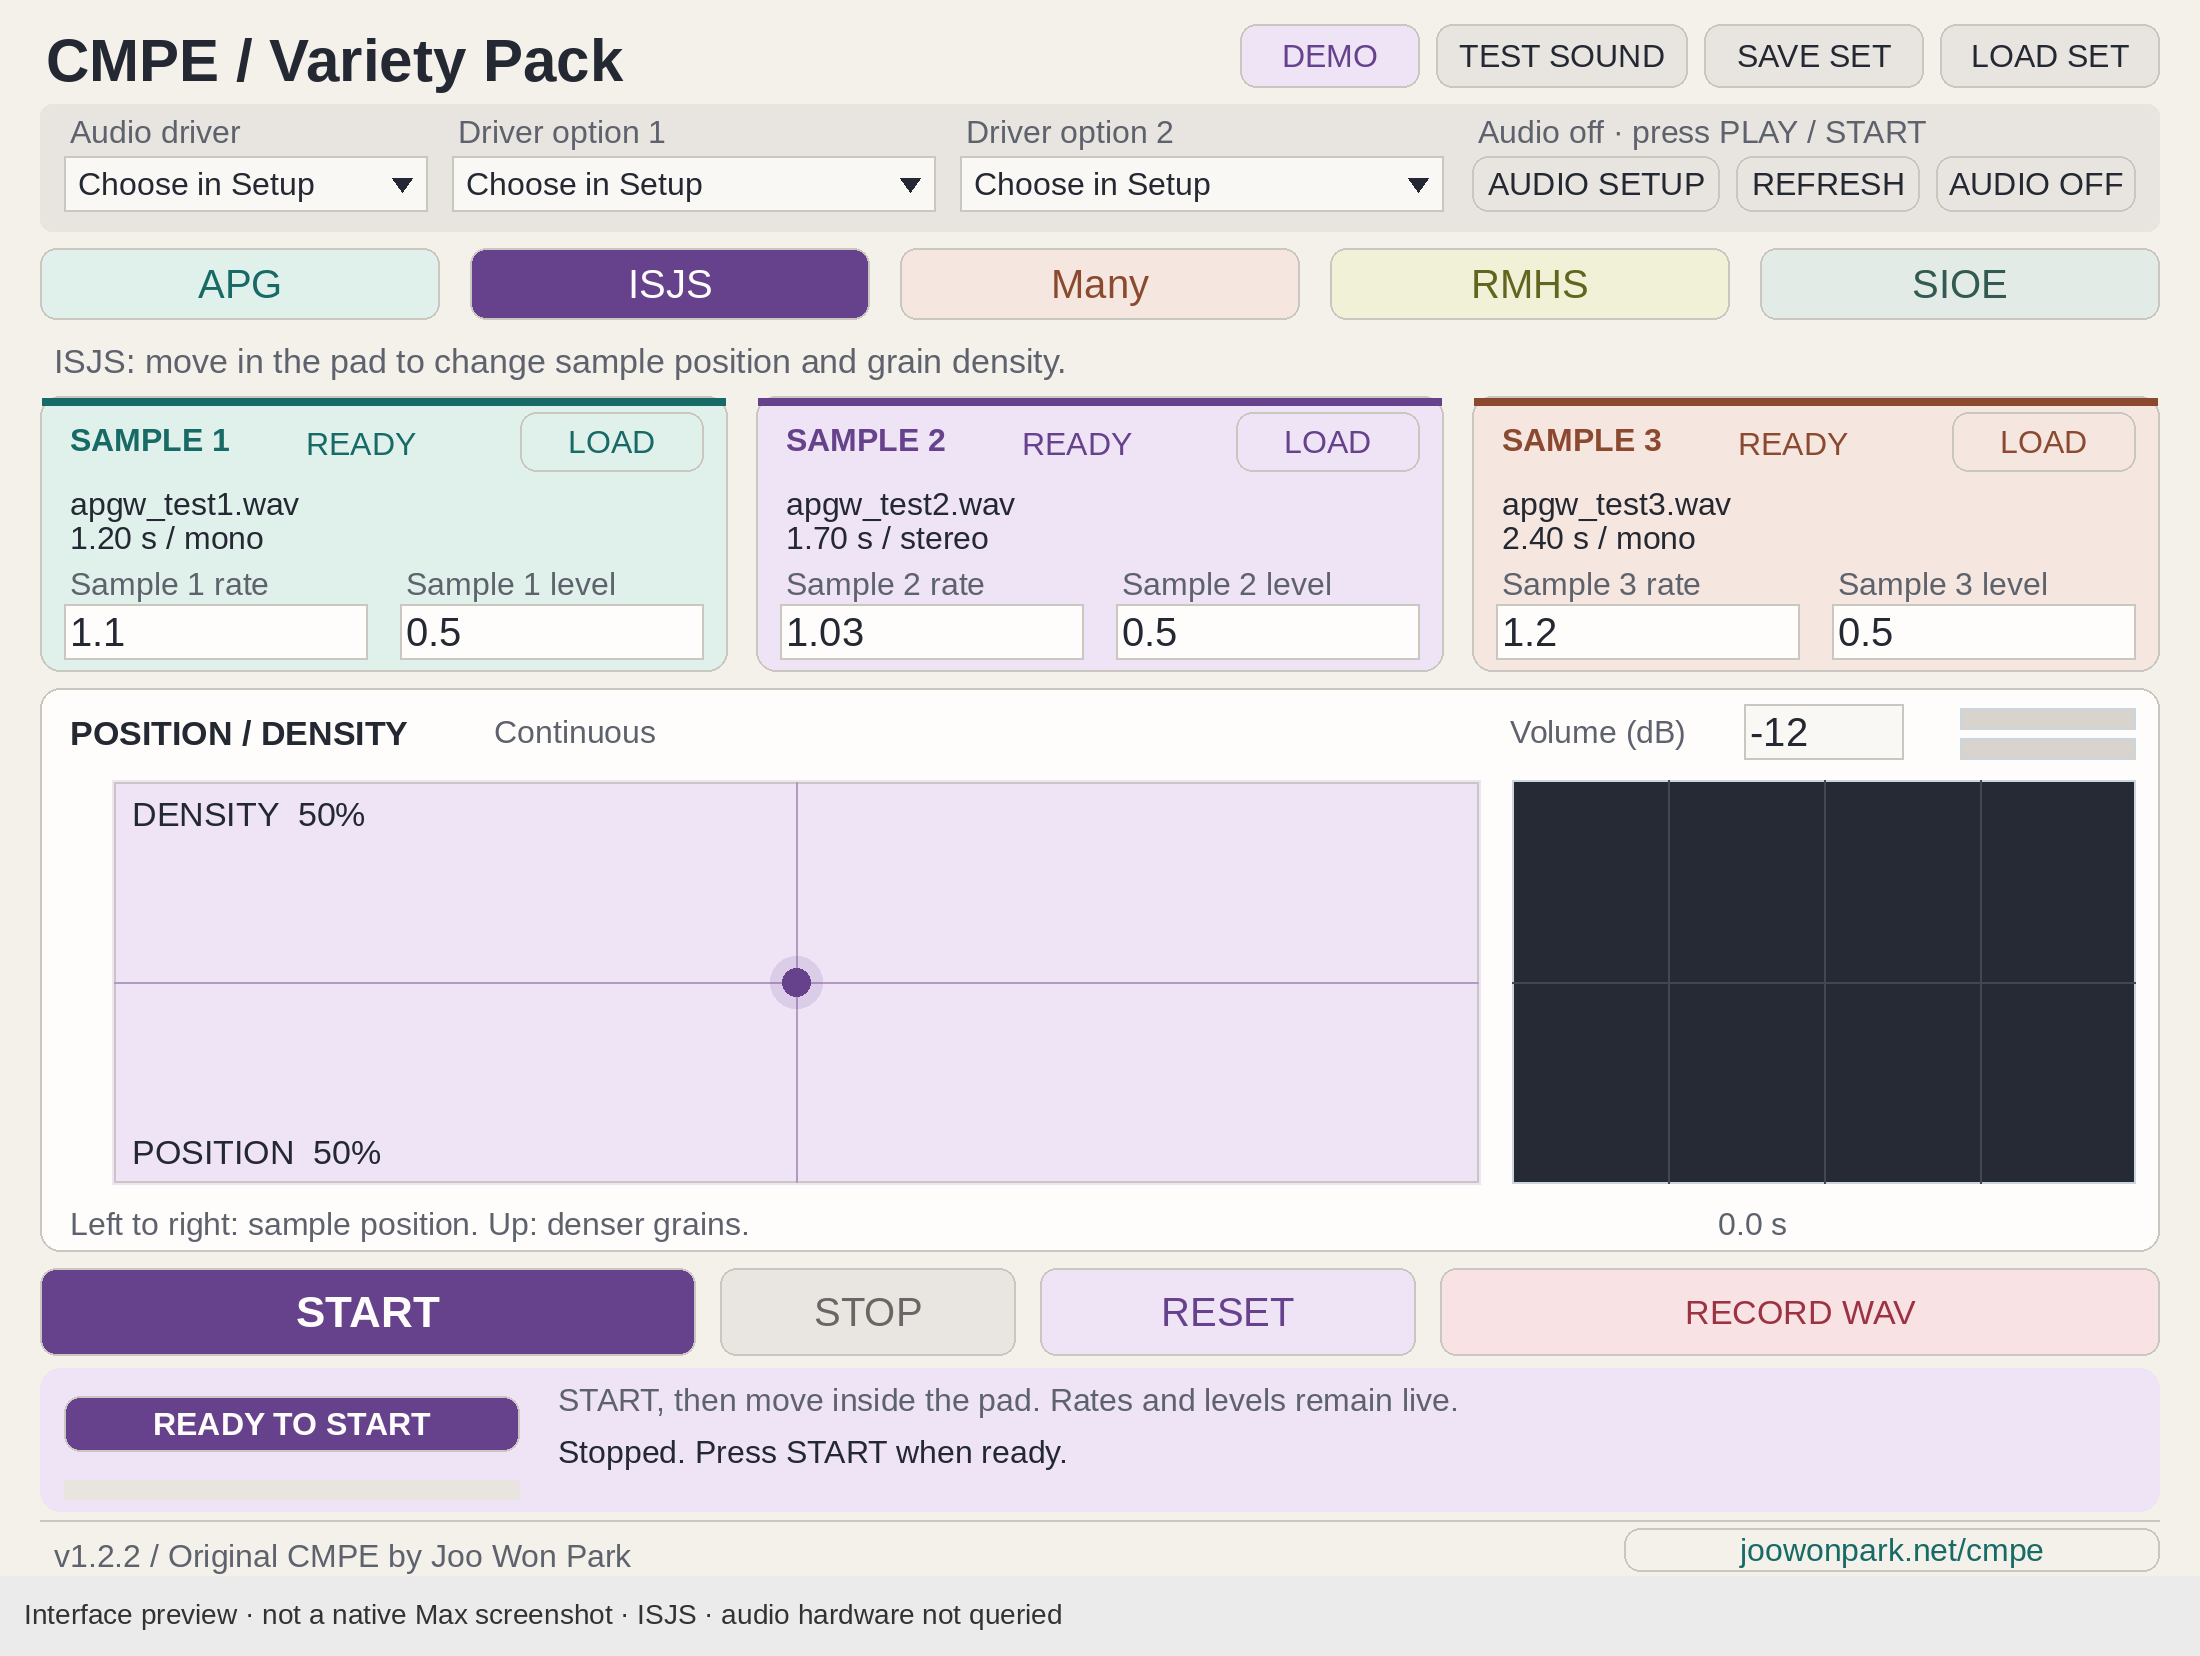 CMPE / Variety Pack
DEMO
TEST SOUND
SAVE SET
LOAD SET
Audio driver
Driver option 1
Driver option 2
Audio off · press PLAY / START
Choose in Setup
Choose in Setup
Choose in Setup
AUDIO SETUP
REFRESH
AUDIO OFF
APG
ISJS
Many
RMHS
SIOE
ISJS: move in the pad to change sample position and grain density.
SAMPLE 1
READY
LOAD
apgw_test1.wav
1.20 s / mono
Sample 1 rate
Sample 1 level
1.1
0.5
SAMPLE 2
READY
LOAD
apgw_test2.wav
1.70 s / stereo
Sample 2 rate
Sample 2 level
1.03
0.5
SAMPLE 3
READY
LOAD
apgw_test3.wav
2.40 s / mono
Sample 3 rate
Sample 3 level
1.2
0.5
POSITION / DENSITY
Continuous
Volume (dB)
-12
DENSITY 50%
POSITION 50%
Left to right: sample position. Up: denser grains.
0.0 s
START
STOP
RESET
RECORD WAV
READY TO START
START, then move inside the pad. Rates and levels remain live.
Stopped. Press START when ready.
v1.2.2 / Original CMPE by Joo Won Park
joowonpark.net/cmpe
Interface preview · not a native Max screenshot · ISJS · audio hardware not queried